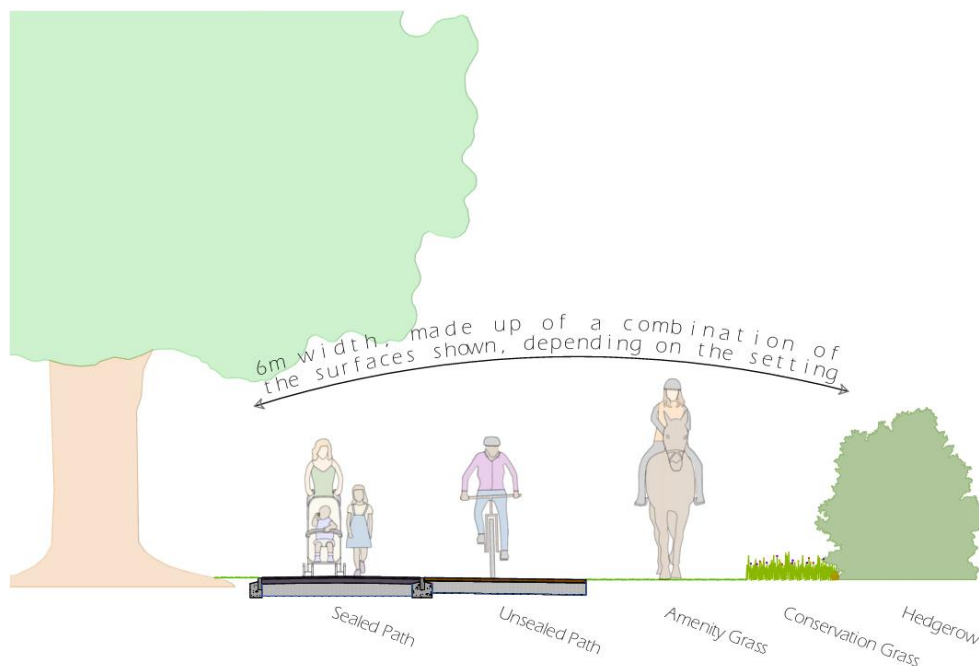 6m width, made up of a combination of
the surfaces shown, depending on the setting
Sealed Path
Unsealed Path
Amenity Grass
Conservation Grass
Hedgerow